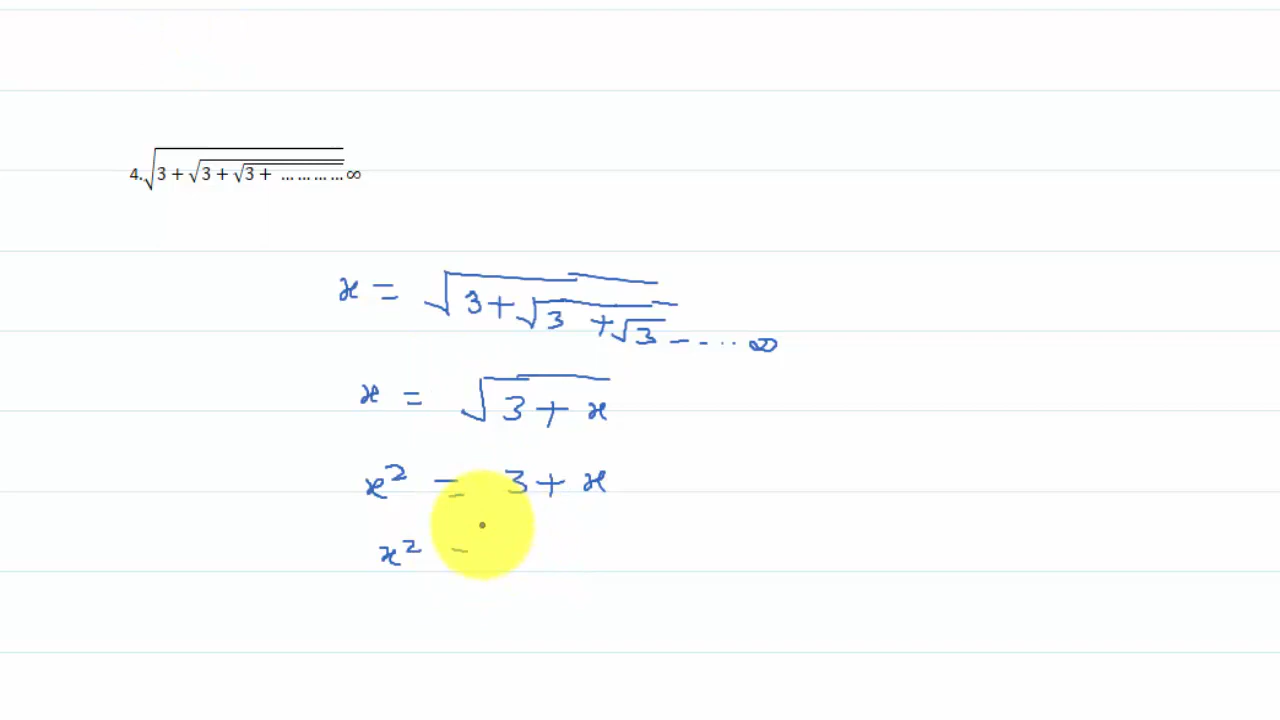 4.√3 + √3 + √3 + ... ... ... ... ∞
x = √3 + √3 + √3 - - ... ∞
x = √3 + x
x² = 3 + x
x² -